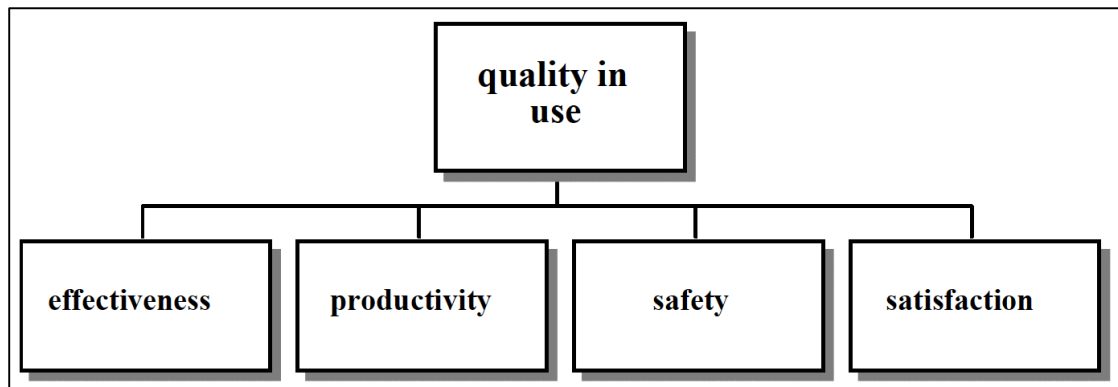 quality in
use
effectiveness
productivity
safety
satisfaction